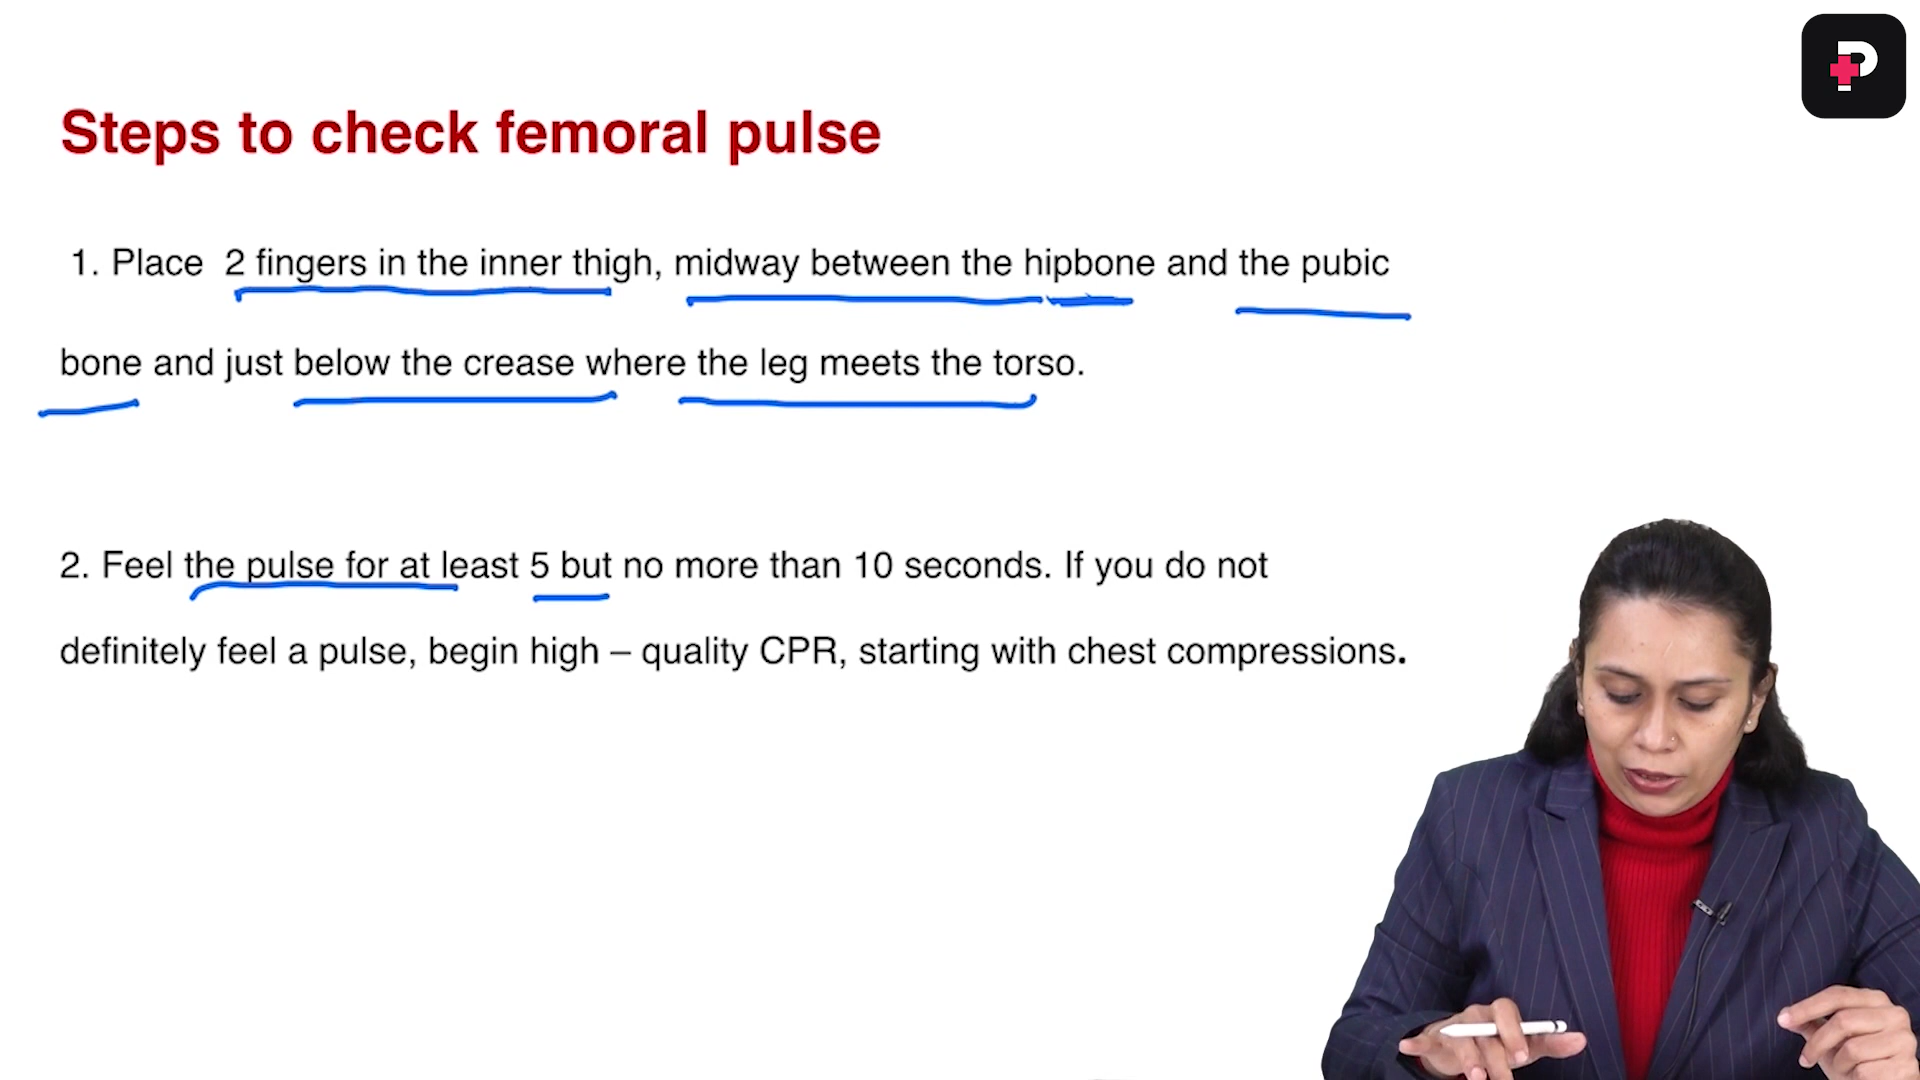 Steps to check femoral pulse
1. Place 2 fingers in the inner thigh, midway between the hipbone and the pubic
bone and just below the crease where the leg meets the torso.
2. Feel the pulse for at least 5 but no more than 10 seconds. If you do not
definitely feel a pulse, begin high – quality CPR, starting with chest compressions.